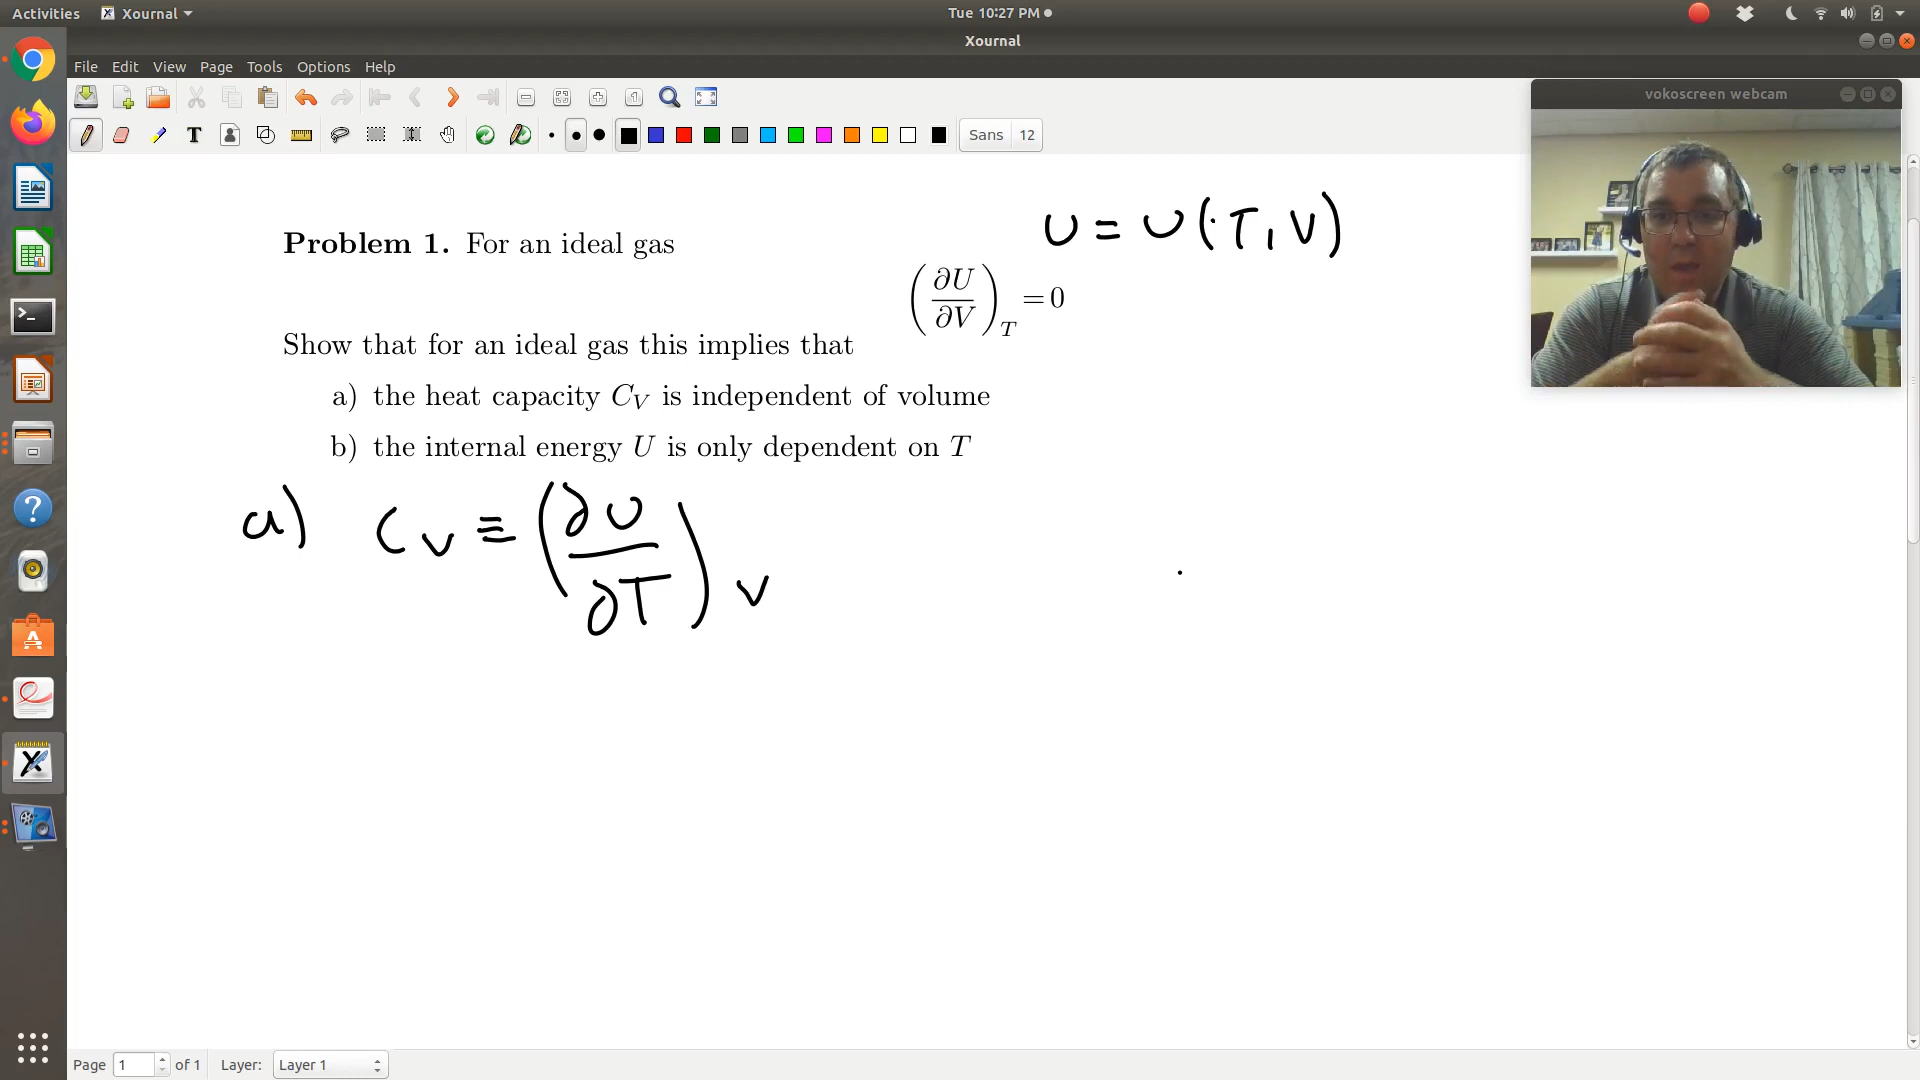 Activities Xournal Tue 10:27 PM
Xournal
File Edit View Page Tools Options Help
vokoscreen webcam
T Sans 12
U = U(T, V)
Problem 1. For an ideal gas
(∂U/∂V)_T = 0
Show that for an ideal gas this implies that
a) the heat capacity C_V is independent of volume
b) the internal energy U is only dependent on T
a) C_V ≡ (∂U/∂T)_V
Page 1 of 1 Layer: Layer 1